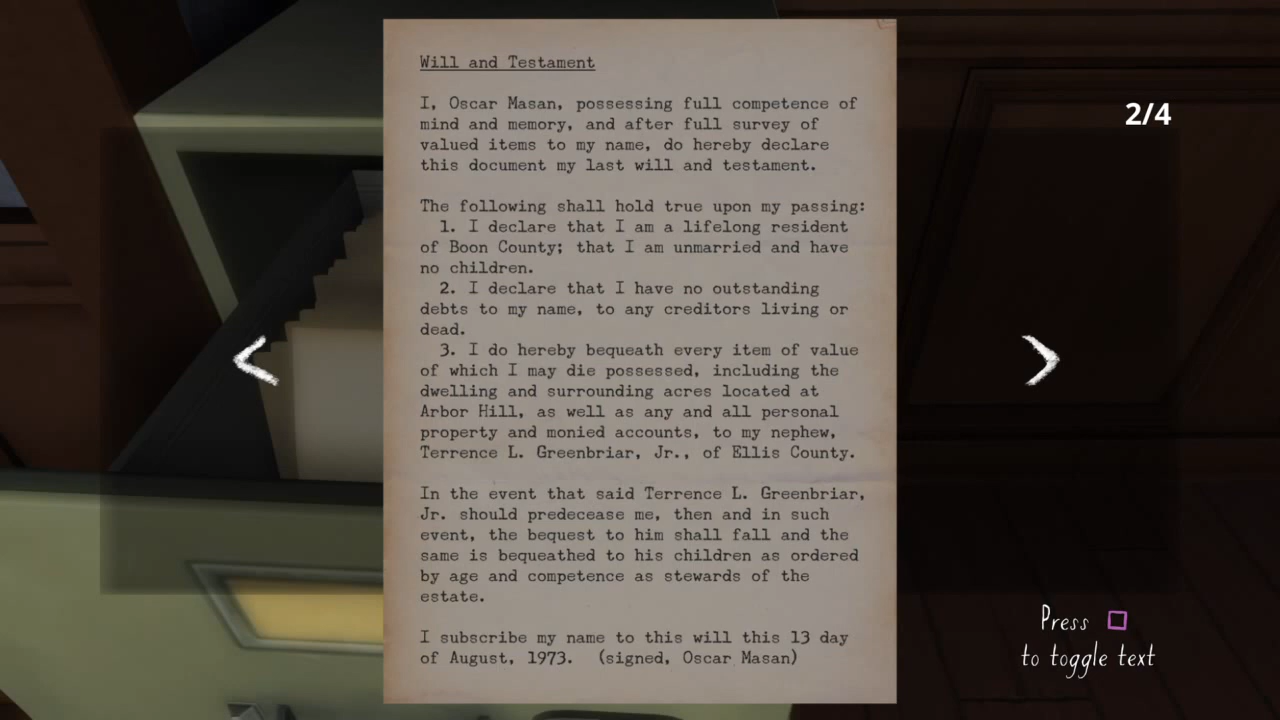 Will and Testament
I, Oscar Masan, possessing full competence of
mind and memory, and after full survey of
valued items to my name, do hereby declare
this document my last will and testament.
The following shall hold true upon my passing:
1. I declare that I am a lifelong resident
of Boon County; that I am unmarried and have
no children.
2. I declare that I have no outstanding
debts to my name, to any creditors living or
dead.
3. I do hereby bequeath every item of value
of which I may die possessed, including the
dwelling and surrounding acres located at
Arbor Hill, as well as any and all personal
property and monied accounts, to my nephew,
Terrence L. Greenbriar, Jr., of Ellis County.
In the event that said Terrence L. Greenbriar,
Jr. should predecease me, then and in such
event, the bequest to him shall fall and the
same is bequeathed to his children as ordered
by age and competence as stewards of the
estate.
I subscribe my name to this will this 13 day
of August, 1973. (signed, Oscar Masan)
2/4
Press
to toggle text